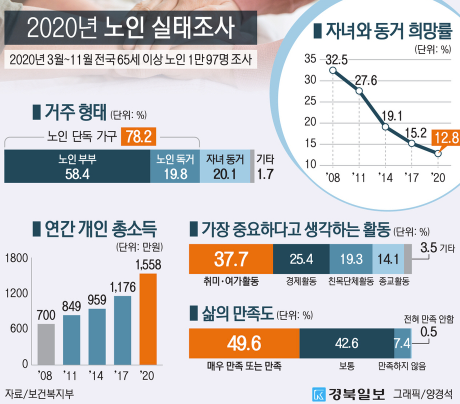 2020년 노인 실태조사
2020년 3월~11월 전국 65세 이상 노인 1만 97명 조사
자녀와 동거 희망률
(단위: %)
35
30
25
20
15
10
32.5
27.6
19.1
15.2
12.8
'08
'11
'14
'17
'20
거주 형태 (단위: %)
노인 단독 가구 78.2
노인 부부 노인 독거 자녀 동거 기타
58.4 19.8 20.1 1.7
연간 개인 총소득
(단위: 만원)
1800
1200
600
0
700
849
959
1,176
1,558
'08 '11 '14 '17 '20
가장 중요하다고 생각하는 활동 (단위: %)
37.7 25.4 19.3 14.1 3.5 기타
취미·여가활동 경제활동 친목단체활동 종교활동
삶의 만족도 (단위: %)
전혀 만족 안함
49.6 42.6 7.4 0.5
매우 만족 또는 만족 보통 만족하지 않음
자료/보건복지부
경북일보 그래픽/양경석